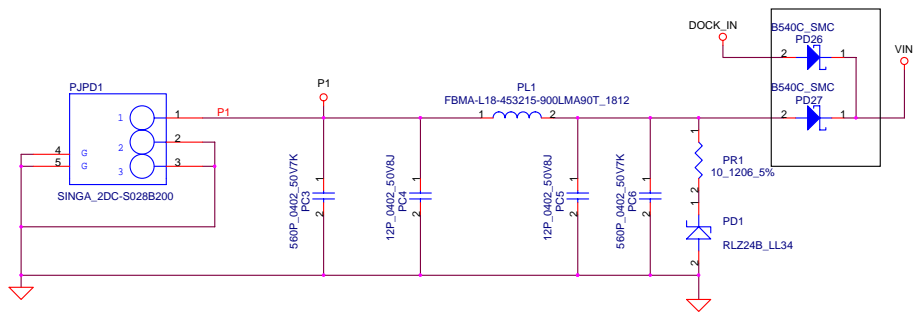 DOCK_IN
B540C_SMC
PD26
2
1
VIN
B540C_SMC
PD27
2
1
PJPD1
1
2
3
1
2
3
P1
4
5
G
G
SINGA_2DC-S028B200
P1
PL1
FBMA-L18-453215-900LMA90T_1812
1
2
1
2
560P_0402_50V7K
PC3
1
2
12P_0402_50V8J
PC4
1
2
12P_0402_50V8J
PC5
1
2
560P_0402_50V7K
PC6
1
2
PR1
10_1206_5%
1
2
PD1
RLZ24B_LL34